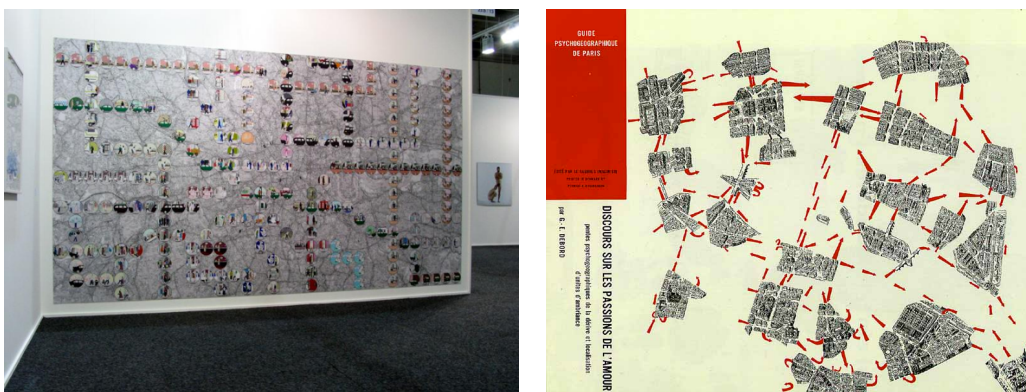 GUIDE
PSYCHOGEOGRAPHIQUE
DE PARIS
DISCOURS SUR LES PASSIONS DE L'AMOUR
pentes psychogéographiques de la dérive et localisation
d'unités d'ambiance
par G.-E. DEBORD